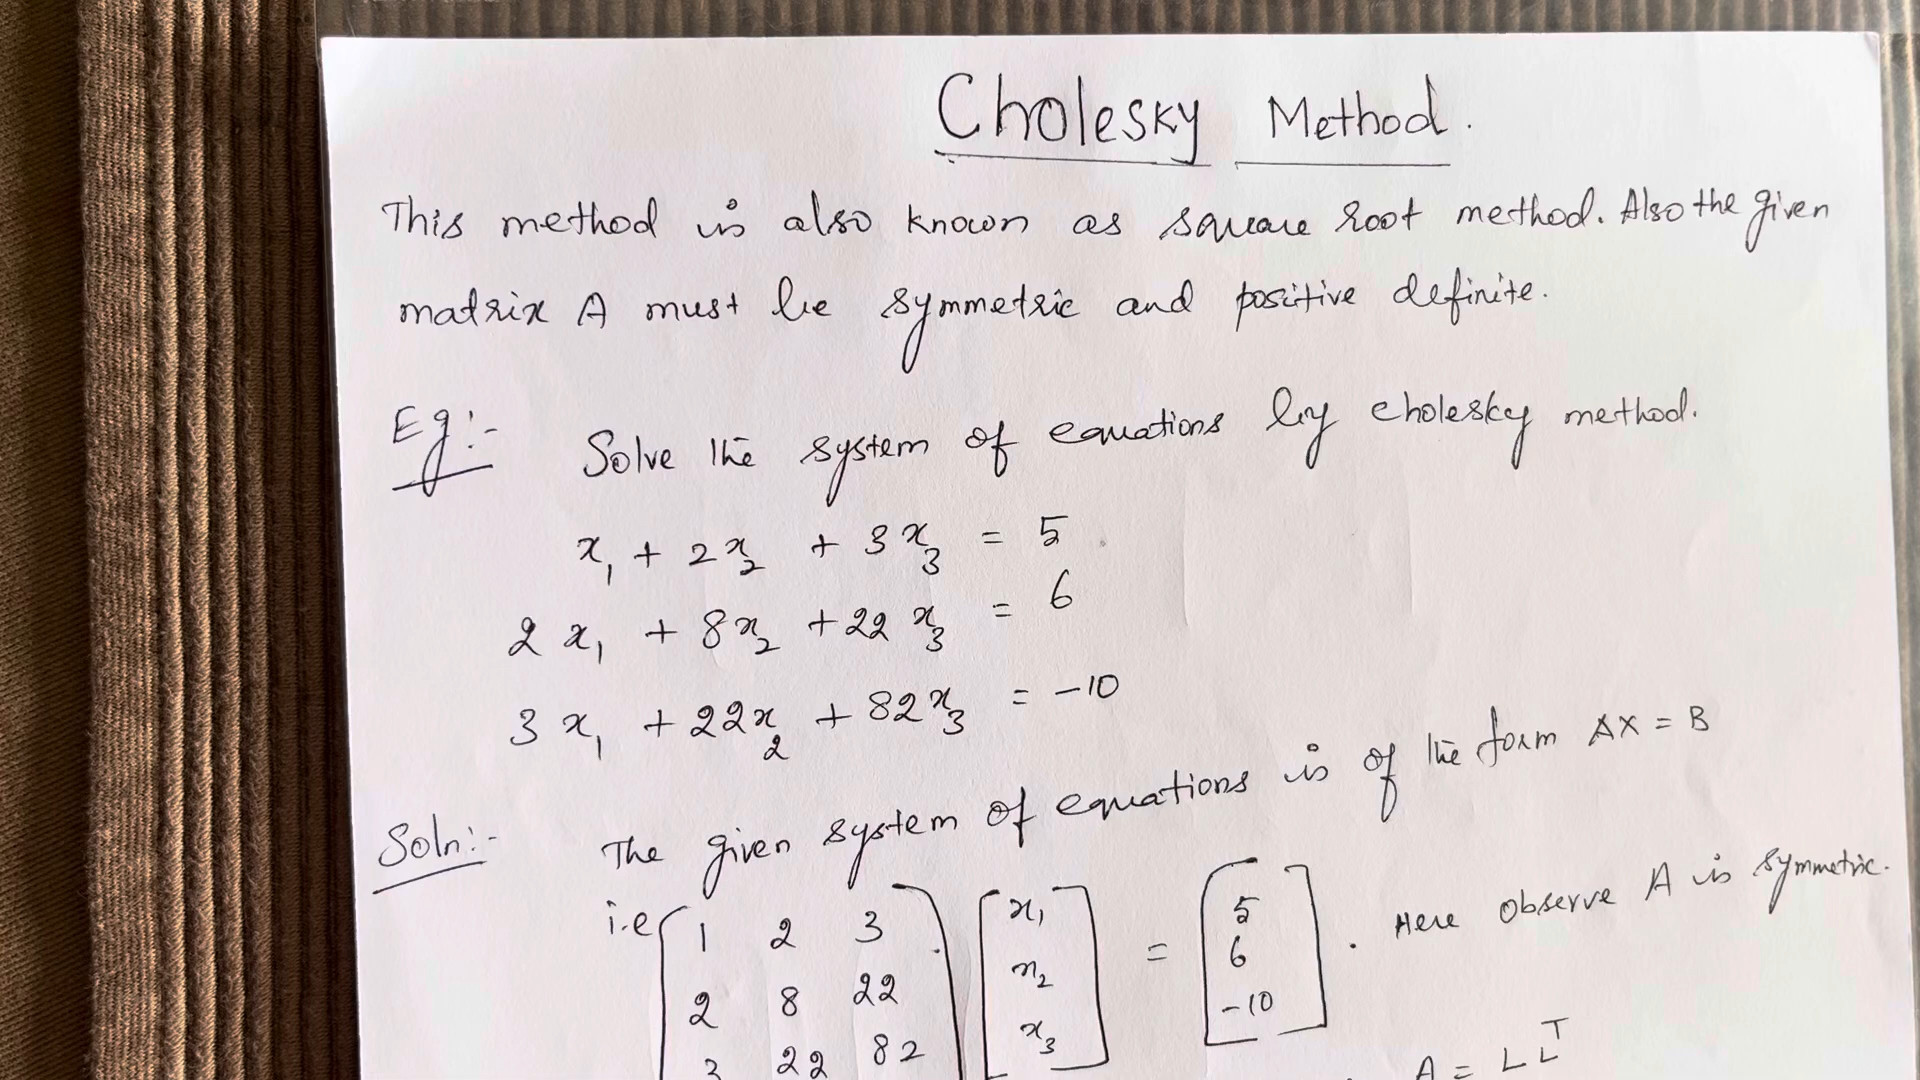 Cholesky Method.
This method is also known as square root method. Also the given
matrix A must be symmetric and positive definite.
Eg:- Solve the system of equations by cholesky method.
x₁ + 2x₂ + 3x₃ = 5
2x₁ + 8x₂ + 22x₃ = 6
3x₁ + 22x₂ + 82x₃ = -10
Soln:- The given system of equations is of the form AX = B
i.e [1 2 3] [x₁] = [5] . Here observe A is symmetric.
[2 8 22] [x₂] [6]
[3 22 82] [x₃] [-10]
A = LLᵀ